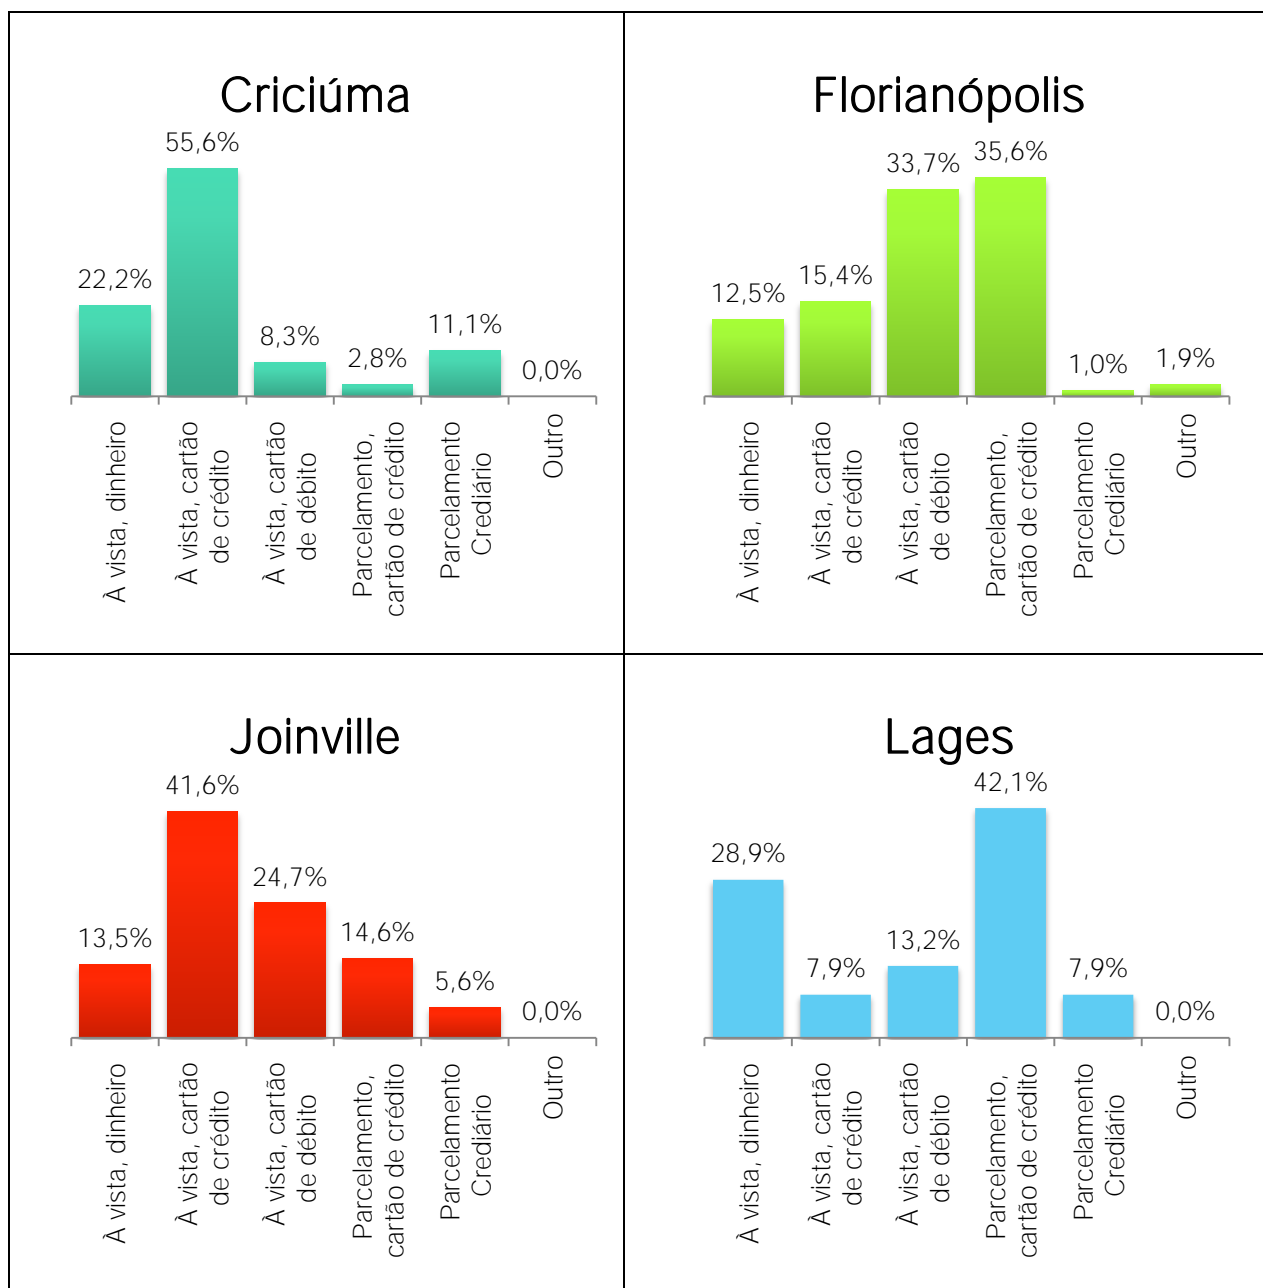 Criciúma
55,6%
22,2%
8,3%
2,8%
11,1%
0,0%
À vista, dinheiro
À vista, cartão
de crédito
À vista, cartão
de débito
Parcelamento,
cartão de crédito
Parcelamento
Crediário
Outro
Florianópolis
12,5%
15,4%
33,7%
35,6%
1,0%
1,9%
À vista, dinheiro
À vista, cartão
de crédito
À vista, cartão
de débito
Parcelamento,
cartão de crédito
Parcelamento
Crediário
Outro
Joinville
41,6%
13,5%
24,7%
14,6%
5,6%
0,0%
À vista, dinheiro
À vista, cartão
de crédito
À vista, cartão
de débito
Parcelamento,
cartão de crédito
Parcelamento
Crediário
Outro
Lages
42,1%
28,9%
7,9%
13,2%
7,9%
0,0%
À vista, dinheiro
À vista, cartão
de crédito
À vista, cartão
de débito
Parcelamento,
cartão de crédito
Parcelamento
Crediário
Outro